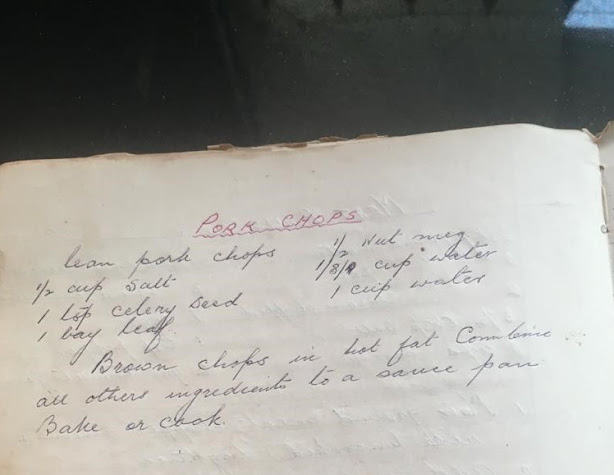 PORK CHOPS
lean pork chops
1/2 cup salt
1 tsp celery seed
1 bay leaf
1/2 nut meg
1/8 cup water
1 cup water
Brown chops in hot fat Combine
all others ingredients to a sauce pan
Bake or cook.